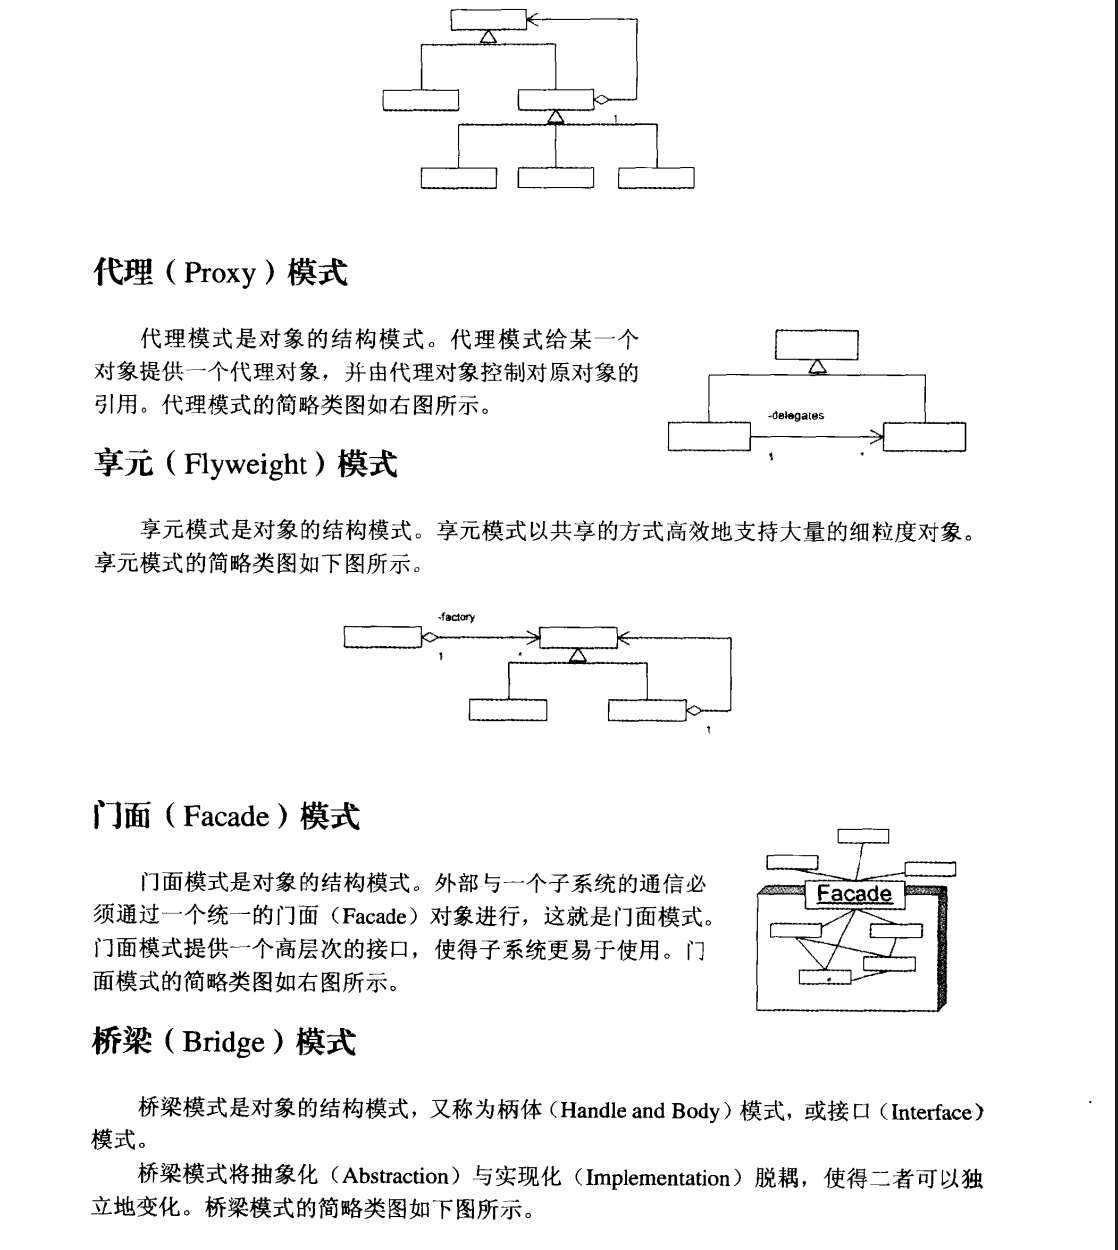 1
代理（Proxy）模式
代理模式是对象的结构模式。代理模式给某一个
对象提供一个代理对象，并由代理对象控制对原对象的
引用。代理模式的简略类图如右图所示。
-delegates
1 *
享元（Flyweight）模式
享元模式是对象的结构模式。享元模式以共享的方式高效地支持大量的细粒度对象。
享元模式的简略类图如下图所示。
-factory
1 *
1
门面（Facade）模式
门面模式是对象的结构模式。外部与一个子系统的通信必
须通过一个统一的门面（Facade）对象进行，这就是门面模式。
门面模式提供一个高层次的接口，使得子系统更易于使用。门
面模式的简略类图如右图所示。
Facade
桥梁（Bridge）模式
桥梁模式是对象的结构模式，又称为柄体（Handle and Body）模式，或接口（Interface）
模式。
桥梁模式将抽象化（Abstraction）与实现化（Implementation）脱耦，使得二者可以独
立地变化。桥梁模式的简略类图如下图所示。